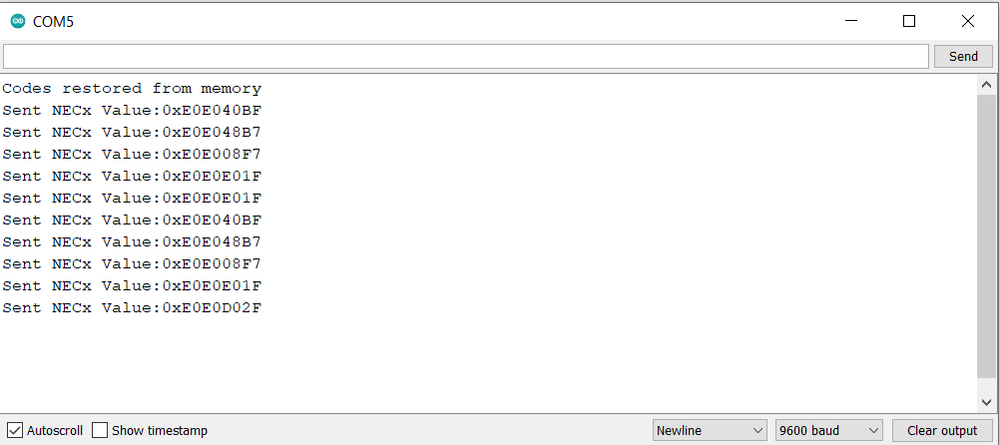 COM5
Send
Codes restored from memory
Sent NECx Value:0xE0E040BF
Sent NECx Value:0xE0E048B7
Sent NECx Value:0xE0E008F7
Sent NECx Value:0xE0E0E01F
Sent NECx Value:0xE0E0E01F
Sent NECx Value:0xE0E040BF
Sent NECx Value:0xE0E048B7
Sent NECx Value:0xE0E008F7
Sent NECx Value:0xE0E0E01F
Sent NECx Value:0xE0E0D02F
Autoscroll Show timestamp Newline 9600 baud Clear output